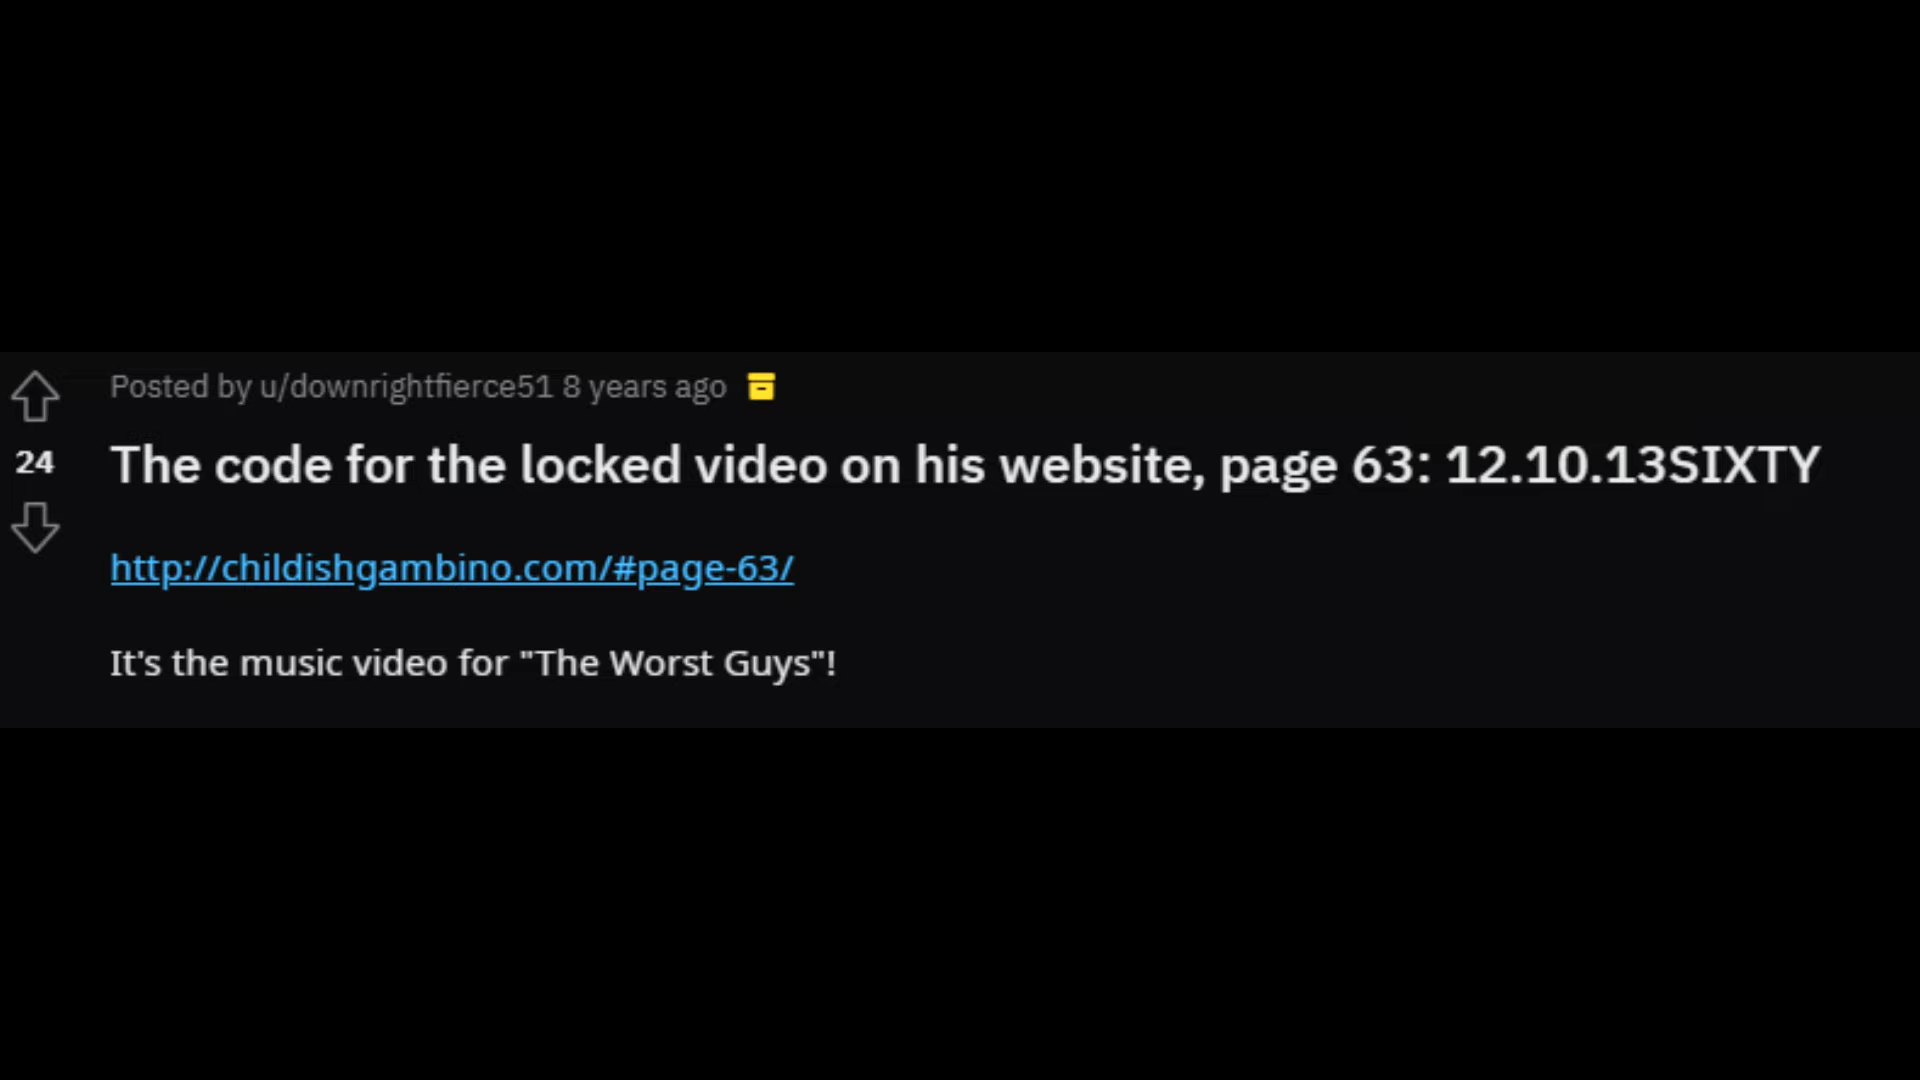 Posted by u/downrightfierce51 8 years ago
24
The code for the locked video on his website, page 63: 12.10.13SIXTY
http://childishgambino.com/#page-63/
It's the music video for "The Worst Guys"!